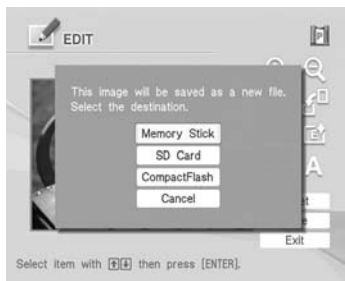 EDIT
P
This image will be saved as a new file.
Select the destination.
Memory Stick
SD Card
CompactFlash
Cancel
A
Exit
Select item with ↑↓ then press [ENTER].